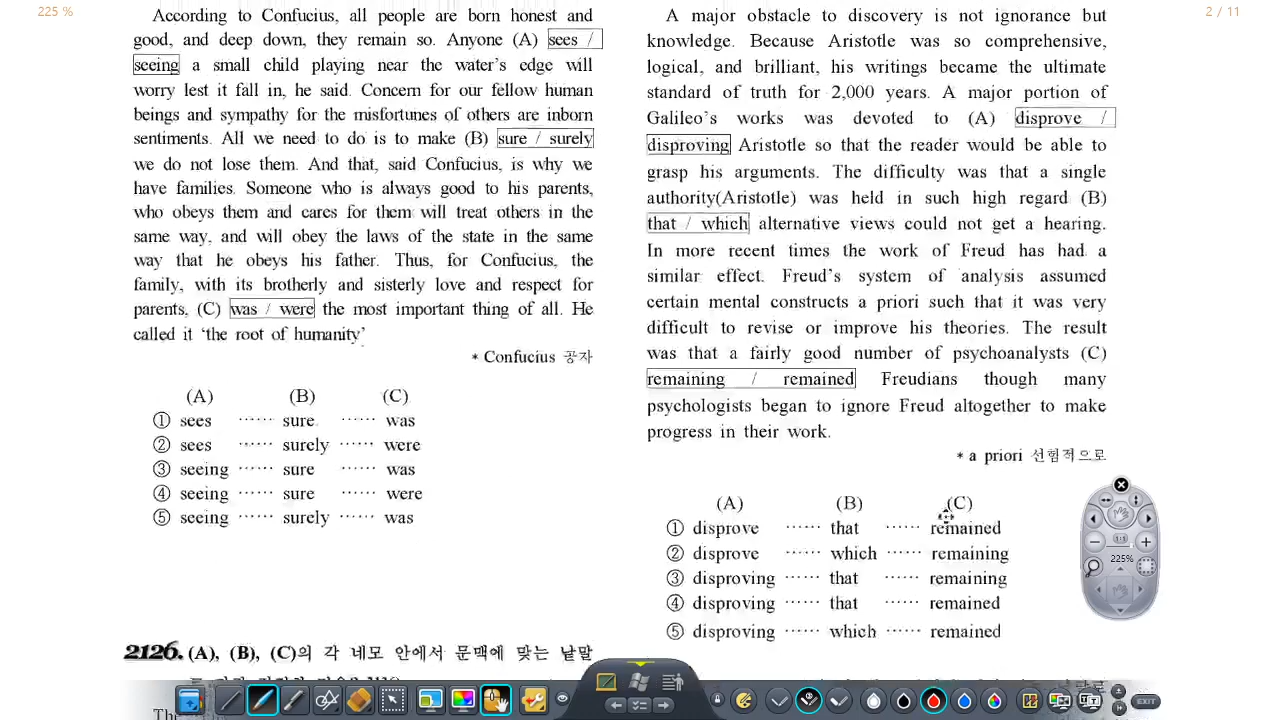 225 %
2 / 11
According to Confucius, all people are born honest and
good, and deep down, they remain so. Anyone (A) sees /
seeing a small child playing near the water's edge will
worry lest it fall in, he said. Concern for our fellow human
beings and sympathy for the misfortunes of others are inborn
sentiments. All we need to do is to make (B) sure / surely
we do not lose them. And that, said Confucius, is why we
have families. Someone who is always good to his parents,
who obeys them and cares for them will treat others in the
same way, and will obey the laws of the state in the same
way that he obeys his father. Thus, for Confucius, the
family, with its brotherly and sisterly love and respect for
parents, (C) was / were the most important thing of all. He
called it 'the root of humanity'
* Confucius 공자
(A) (B) (C)
① sees ······ sure ······ was
② sees ······ surely ······ were
③ seeing ······ sure ······ was
④ seeing ······ sure ······ were
⑤ seeing ······ surely ······ was
2126. (A), (B), (C)의 각 네모 안에서 문맥에 맞는 낱말
The
A major obstacle to discovery is not ignorance but
knowledge. Because Aristotle was so comprehensive,
logical, and brilliant, his writings became the ultimate
standard of truth for 2,000 years. A major portion of
Galileo's works was devoted to (A) disprove /
disproving Aristotle so that the reader would be able to
grasp his arguments. The difficulty was that a single
authority(Aristotle) was held in such high regard (B)
that / which alternative views could not get a hearing.
In more recent times the work of Freud has had a
similar effect. Freud's system of analysis assumed
certain mental constructs a priori such that it was very
difficult to revise or improve his theories. The result
was that a fairly good number of psychoanalysts (C)
remaining / remained Freudians though many
psychologists began to ignore Freud altogether to make
progress in their work.
* a priori 선험적으로
(A) (B) (C)
① disprove ······ that ······ remained
② disprove ······ which ······ remaining
③ disproving ······ that ······ remaining
④ disproving ······ that ······ remained
⑤ disproving ······ which ······ remained
1:1
225%
EXIT